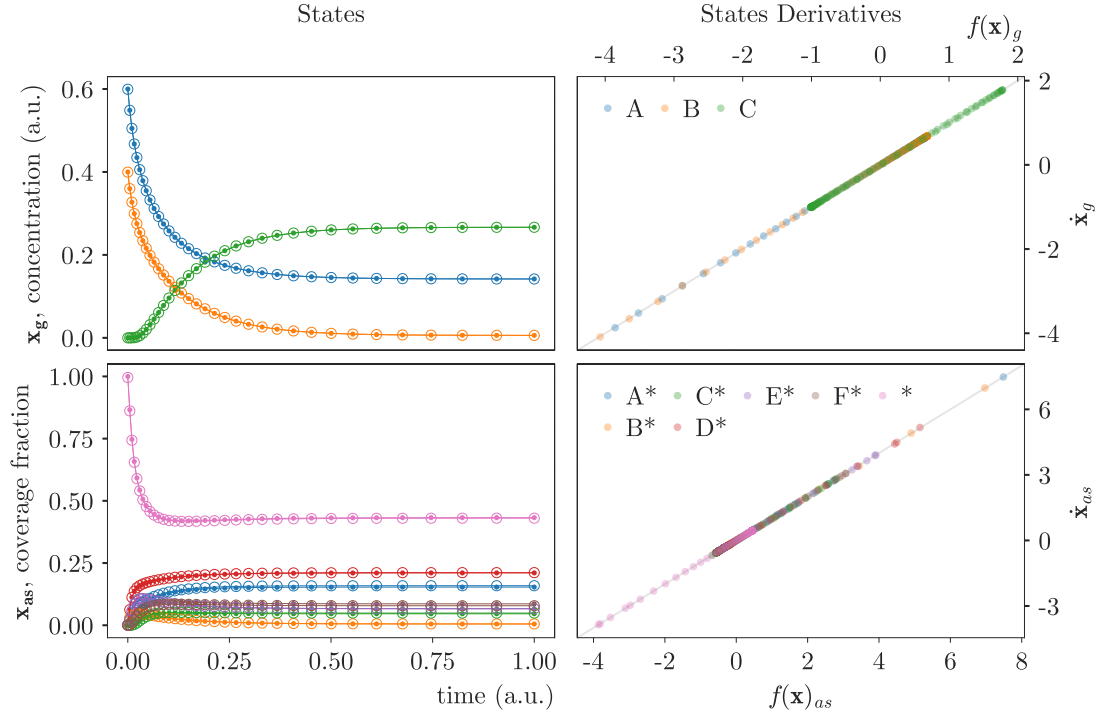 States
States Derivatives
f(x)_g
-4 -3 -2 -1 0 1 2
x_g, concentration (a.u.)
0.6
0.4
0.2
0.0
A B C
2
0
-2
-4
ẋ_g
x_as, coverage fraction
1.00
0.75
0.50
0.25
0.00
0.00 0.25 0.50 0.75 1.00
time (a.u.)
A* C* E* F* *
B* D*
7
3
0
-3
ẋ_as
-4 -2 0 2 4 6 8
f(x)_as